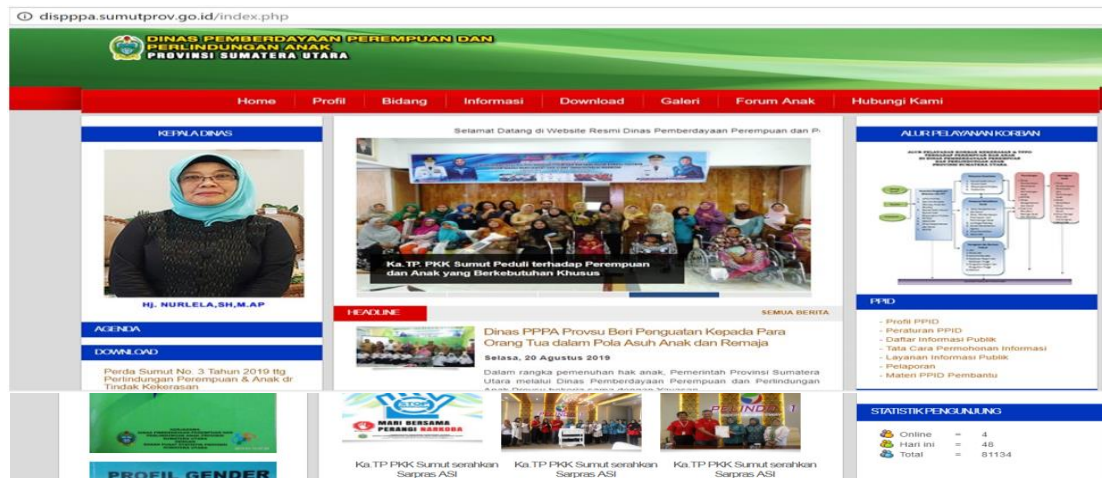 disppa.sumutprov.go.id/index.php
DINAS PEMBERDAYAAN PEREMPUAN DAN
PERLINDUNGAN ANAK
PROVINSI SUMATERA UTARA
Home Profil Bidang Informasi Download Galeri Forum Anak Hubungi Kami
KEPALA DINAS
Hj. NURLELA,SH,M.AP
AGENDA
DOWNLOAD
Perda Sumut No. 3 Tahun 2019 ttg
Perlindungan Perempuan & Anak dr
Tindak Kekerasan
PROFIL GENDER
Selamat Datang di Website Resmi Dinas Pemberdayaan Perempuan dan P
Ka.TP. PKK Sumut Peduli terhadap Perempuan
dan Anak yang Berkebutuhan Khusus
HEADLINE
SEMUA BERITA
Dinas PPPA Provsu Beri Penguatan Kepada Para
Orang Tua dalam Pola Asuh Anak dan Remaja
Selasa, 20 Agustus 2019
Dalam rangka pemenuhan hak anak, Pemerintah Provinsi Sumatera
Utara melalui Dinas Pemberdayaan Perempuan dan Perlindungan
STOP
MARI BERSAMA
PERANGI NARKOBA
PELINDO 1
Ka.TP PKK Sumut serahkan
Sarpras ASI
Ka.TP PKK Sumut serahkan
Sarpras ASI
Ka.TP PKK Sumut serahkan
Sarpras ASI
ALUR PELAYANAN KORBAN
PPID
- Profil PPID
- Peraturan PPID
- Daftar Informasi Publik
- Tata Cara Permohonan Informasi
- Layanan Informasi Publik
- Pelaporan
- Materi PPID Pembantu
STATISTIK PENGUNJUNG
Online = 4
Hari ini = 48
Total = 81134